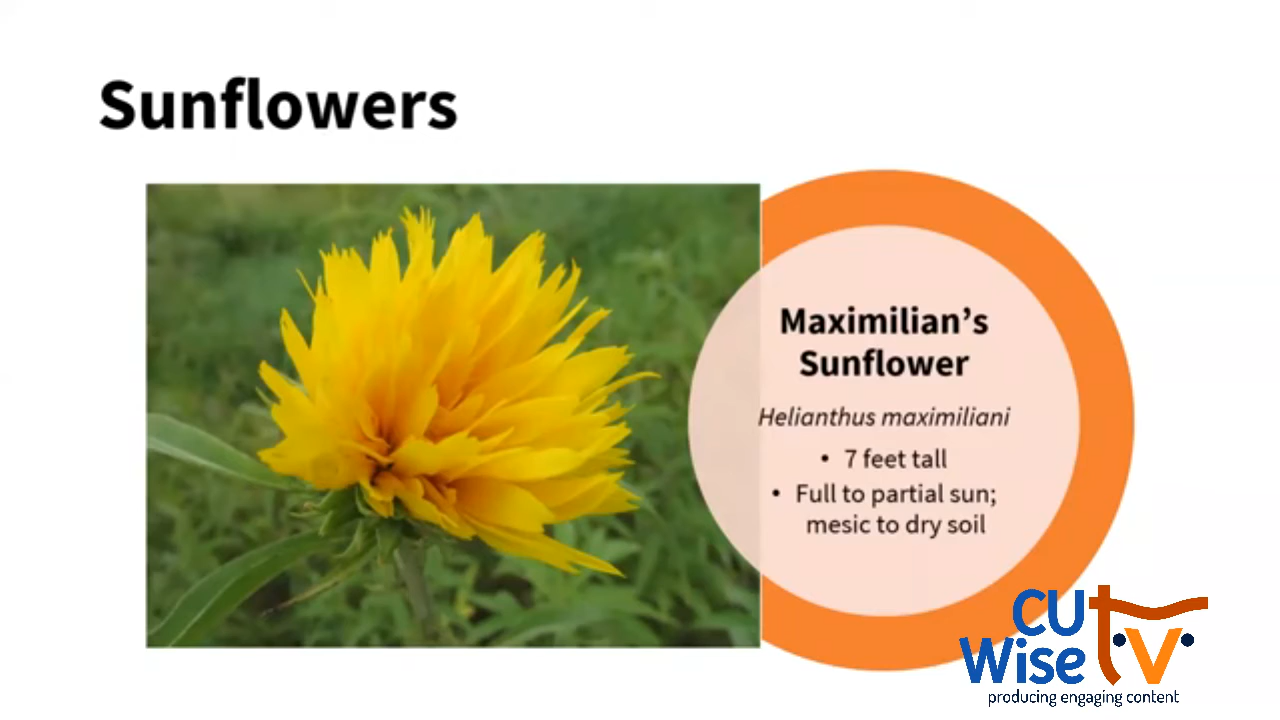 Sunflowers
Maximilian’s
Sunflower
Helianthus maximiliani
• 7 feet tall
• Full to partial sun;
mesic to dry soil
CU
Wise tv
producing engaging content